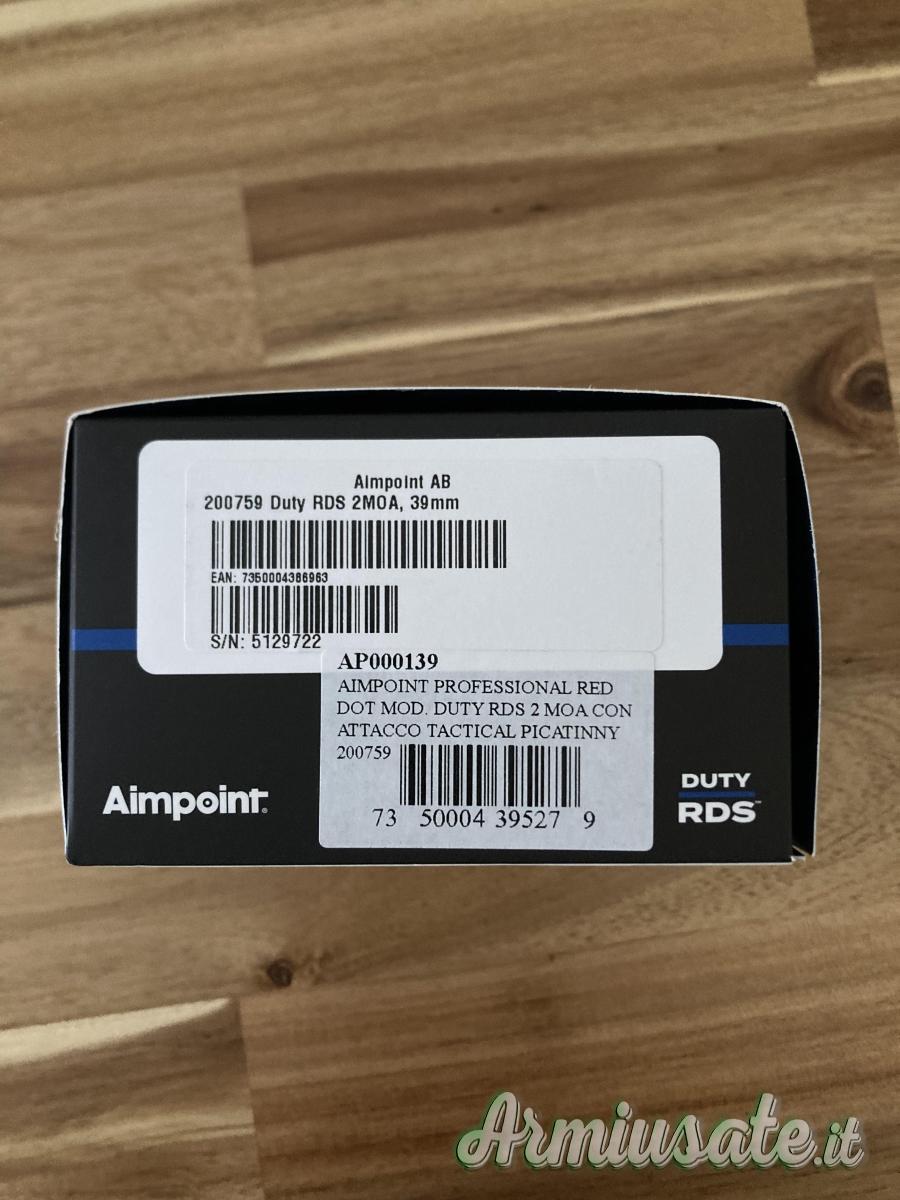 Aimpoint AB
200759 Duty RDS 2MOA, 39mm
EAN: 7350004386963
S/N: 5129722
AP000139
AIMPOINT PROFESSIONAL RED
DOT MOD. DUTY RDS 2 MOA CON
ATTACCO TACTICAL PICATINNY
200759
73 50004 39527 9
Aimpoint®
DUTY
RDS™
Armiusate.it